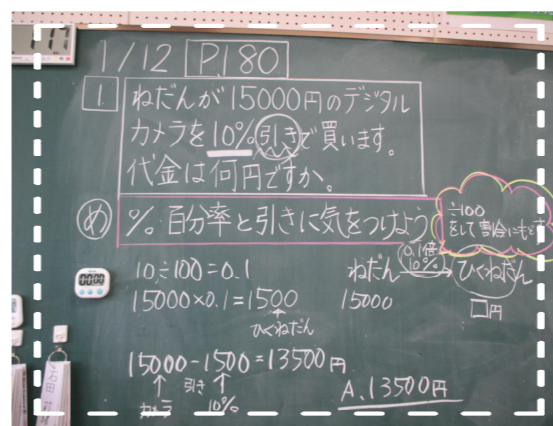 1/12 P.180
1 ねだんが15000円のデジタル
カメラを10%引きで買います。
代金は何円ですか。
め %百分率と引きに気をつけよう
÷100
をして割合にもどす
10÷100=0.1
15000×0.1=1500
ひくねだん
0.1倍
10%
ねだん ひくねだん
15000 □円
15000-1500=13500円
引き
カメラ 10%
A.13500円